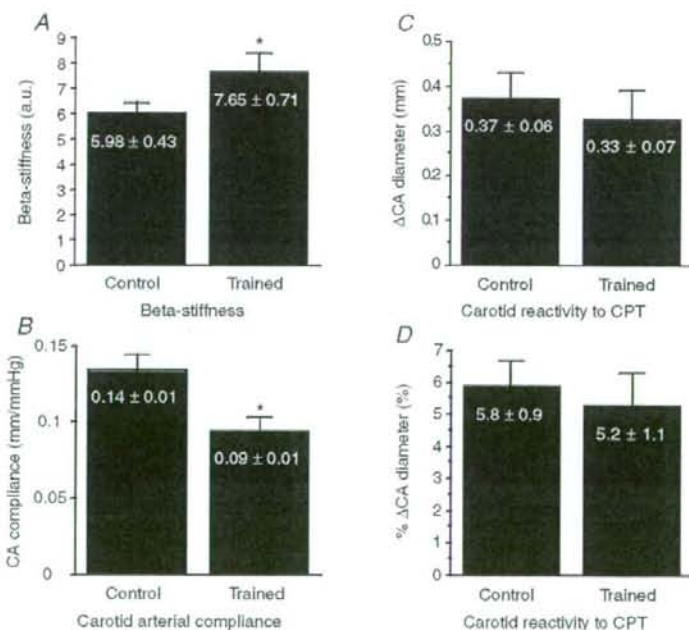 A
Beta-stiffness (a.u.)
9
8
7
6
5
4
3
2
1
0
5.98 ± 0.43
*
7.65 ± 0.71
Control Trained
Beta-stiffness
B
CA compliance (mm/mmHg)
0.15
0.1
0.05
0
0.14 ± 0.01
*
0.09 ± 0.01
Control Trained
Carotid arterial compliance
C
ΔCA diameter (mm)
0.5
0.4
0.3
0.2
0.1
0
0.37 ± 0.06
0.33 ± 0.07
Control Trained
Carotid reactivity to CPT
D
% ΔCA diameter (%)
7
6
5
4
3
2
1
0
5.8 ± 0.9
5.2 ± 1.1
Control Trained
Carotid reactivity to CPT